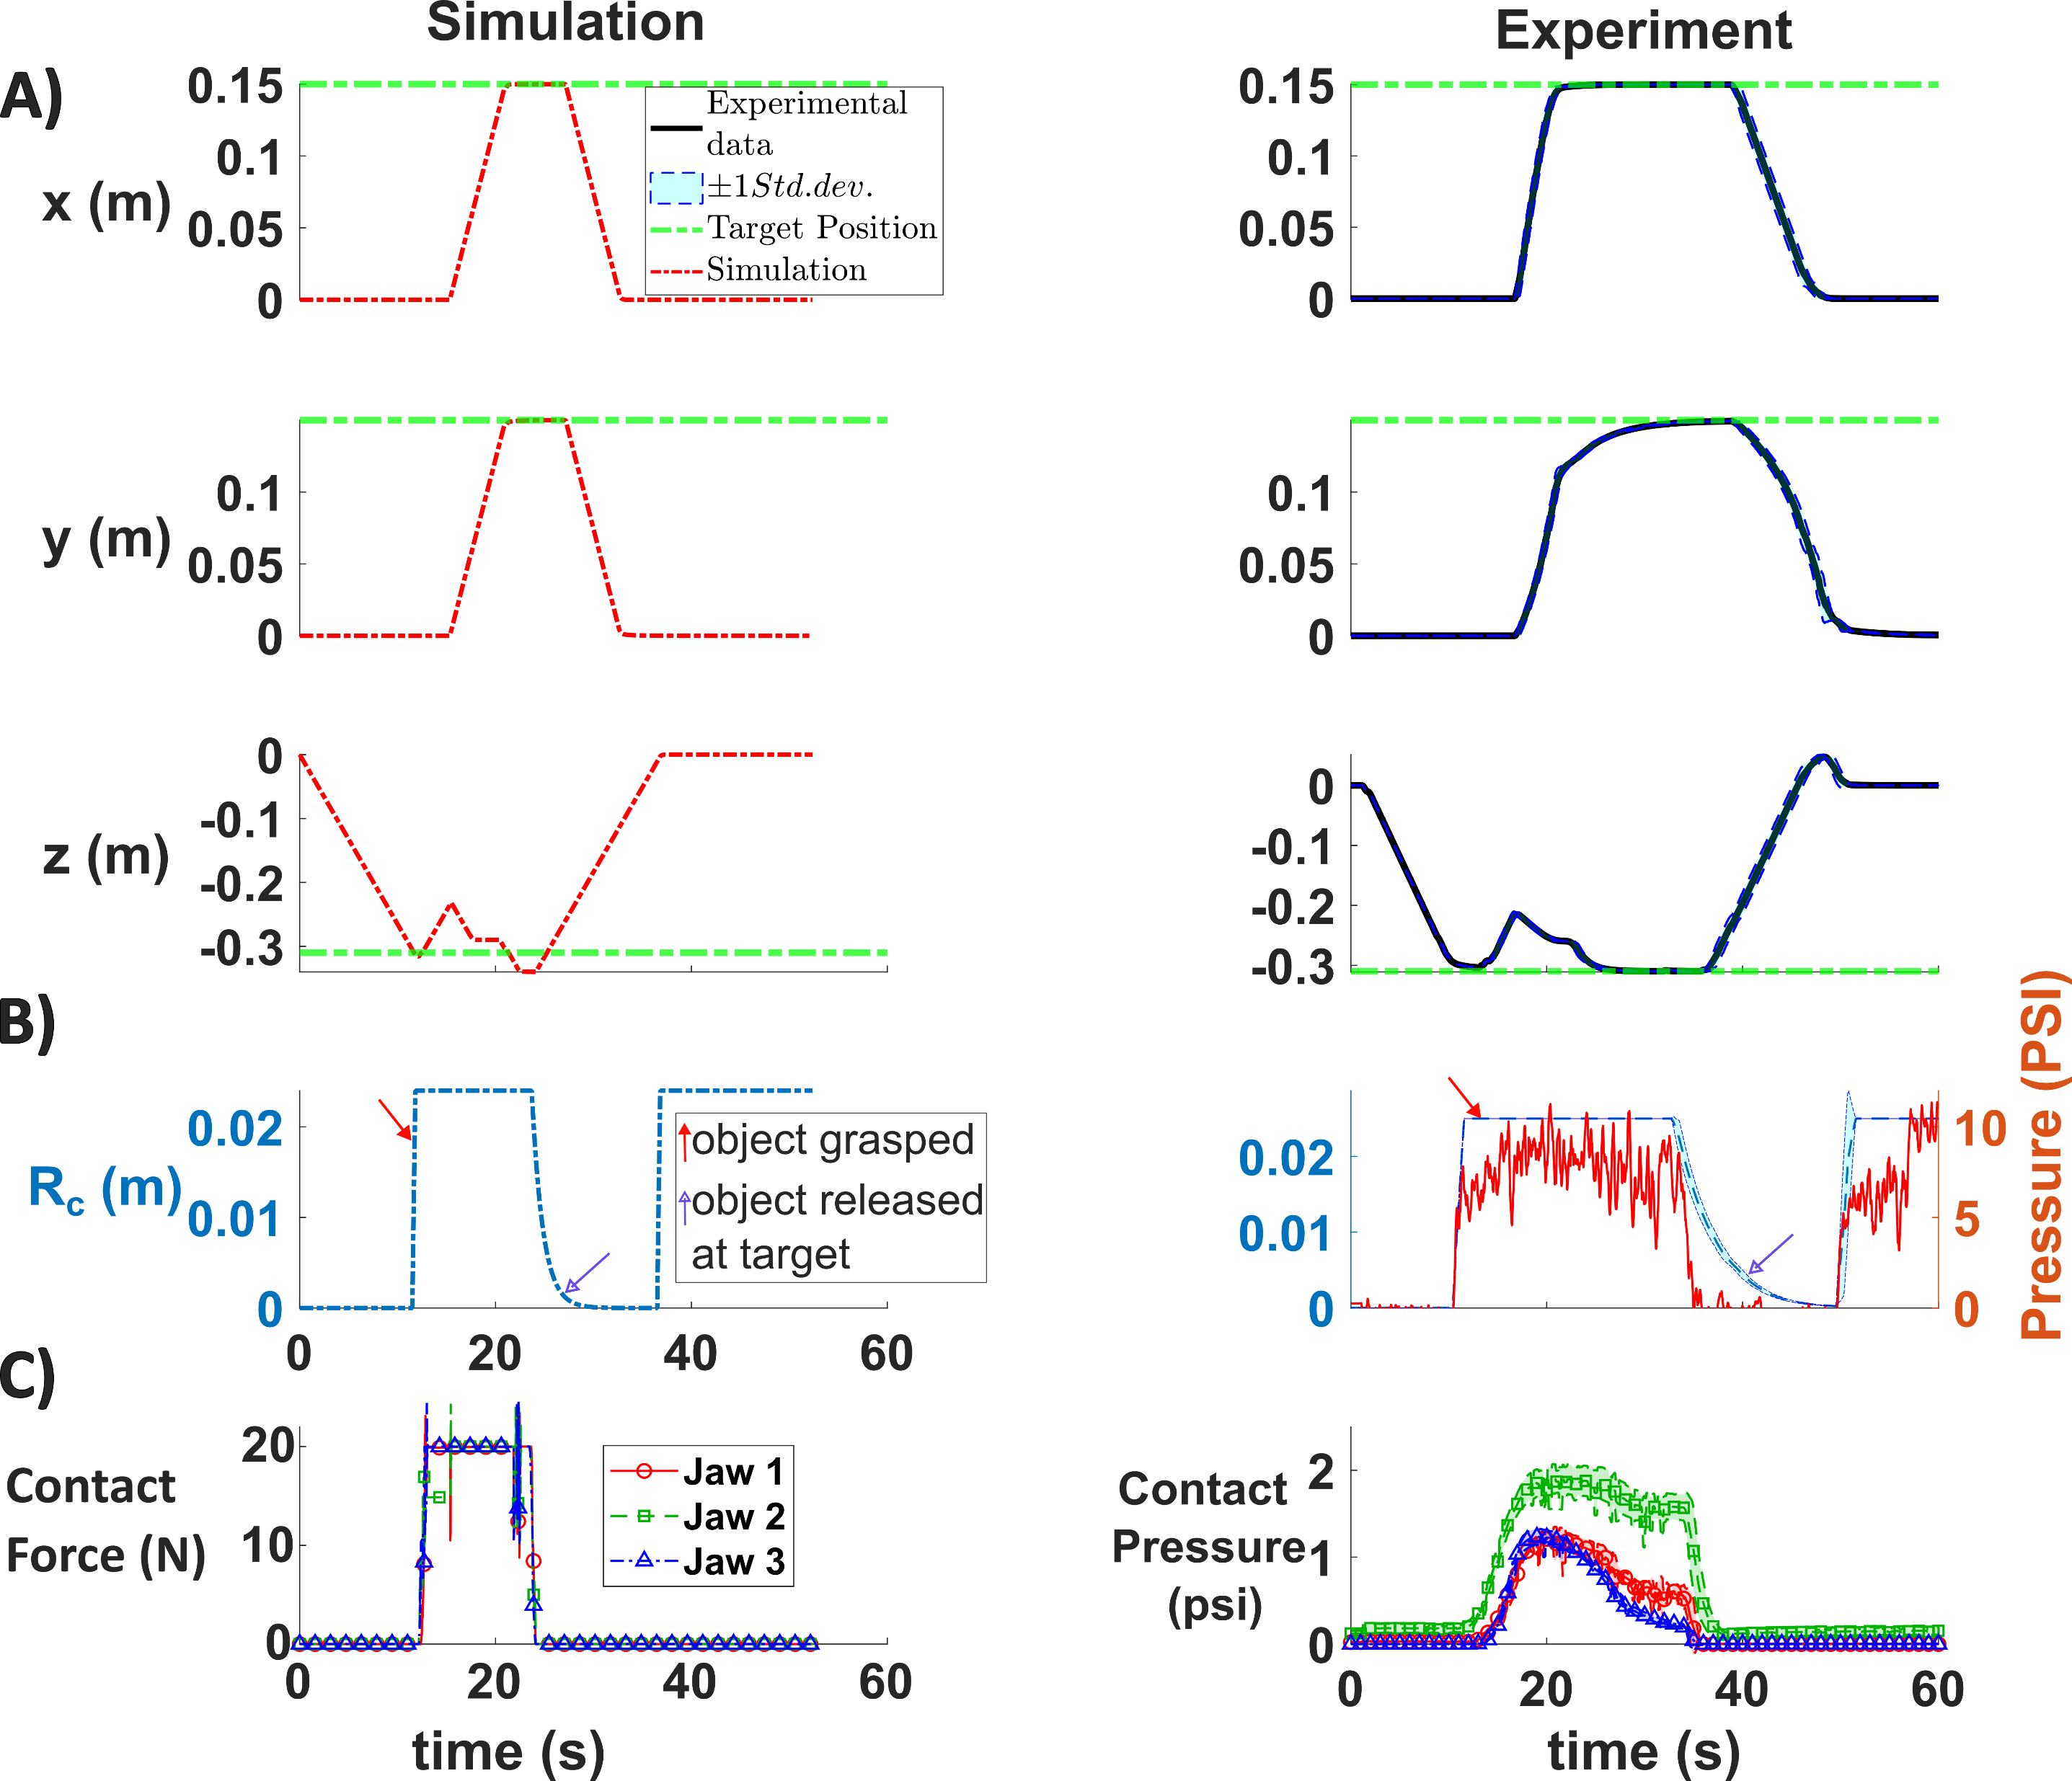 Simulation
Experiment
A)
x (m)
0.15
0.1
0.05
0
Experimental
data
±1Std.dev.
Target Position
Simulation
0.15
0.1
0.05
0
y (m)
0.1
0.05
0
0.1
0.05
0
z (m)
0
-0.1
-0.2
-0.3
0
-0.1
-0.2
-0.3
B)
Rc (m)
0.02
0.01
0
0
20
40
60
object grasped
object released
at target
0.02
0.01
0
10
5
0
Pressure (PSI)
C)
Contact
Force (N)
20
10
0
0
20
40
60
time (s)
Jaw 1
Jaw 2
Jaw 3
Contact
Pressure
(psi)
2
1
0
0
20
40
60
time (s)